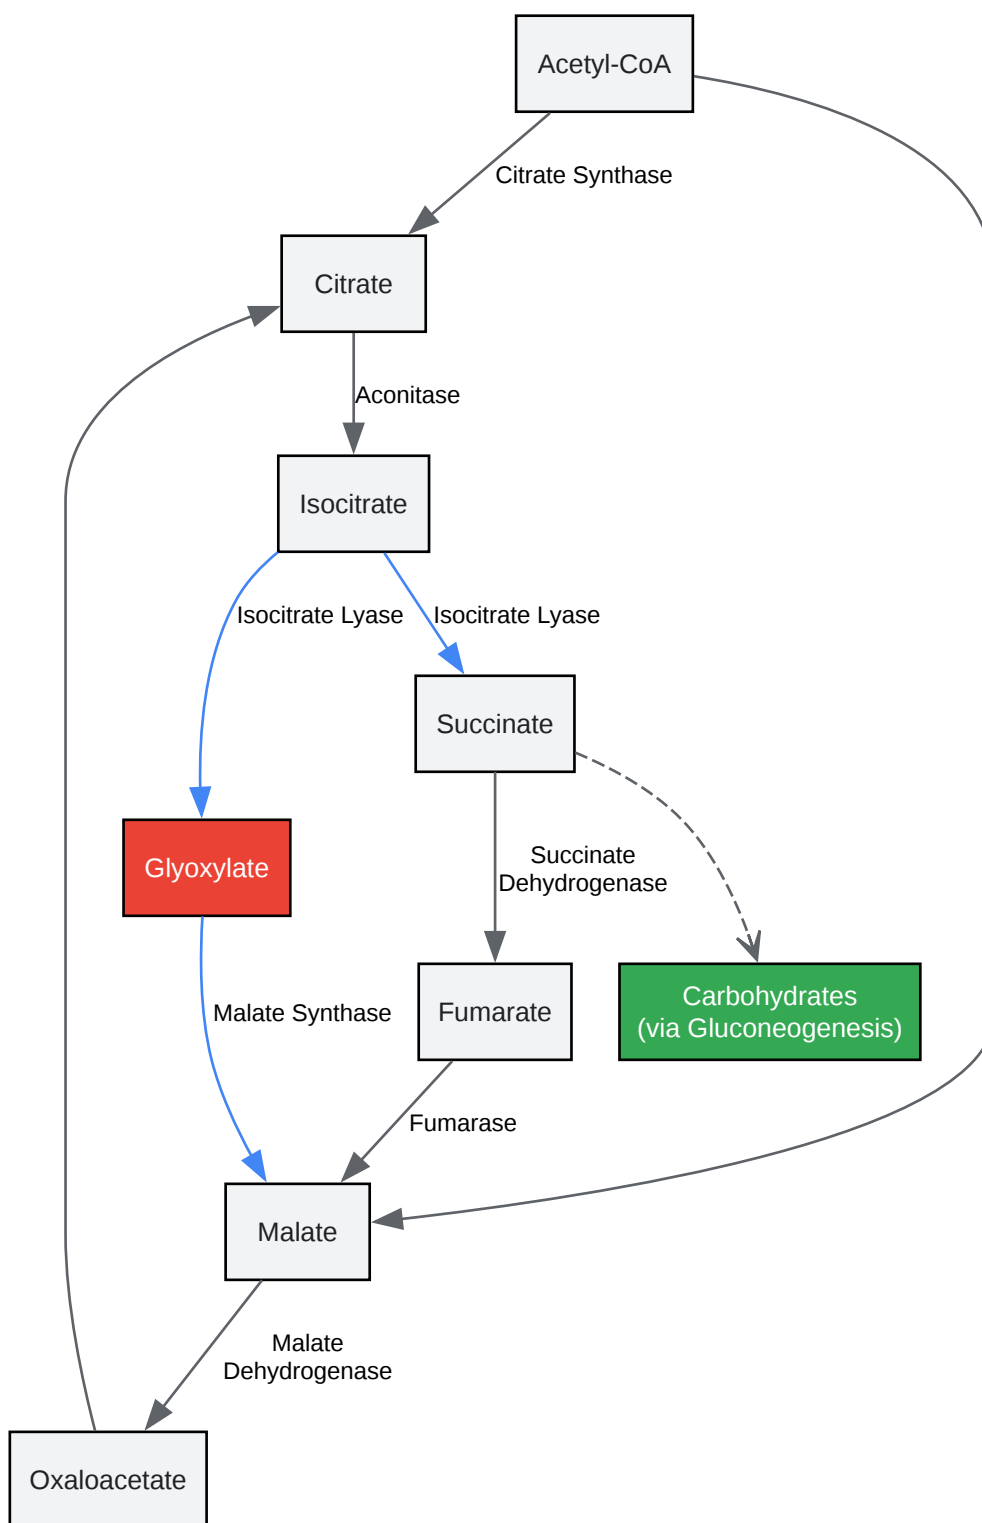 Acetyl-CoA
Citrate Synthase
Citrate
Aconitase
Isocitrate
Isocitrate Lyase
Isocitrate Lyase
Succinate
Glyoxylate
Succinate
Dehydrogenase
Carbohydrates
(via Gluconeogenesis)
Fumarate
Malate Synthase
Fumarase
Malate
Malate
Dehydrogenase
Oxaloacetate